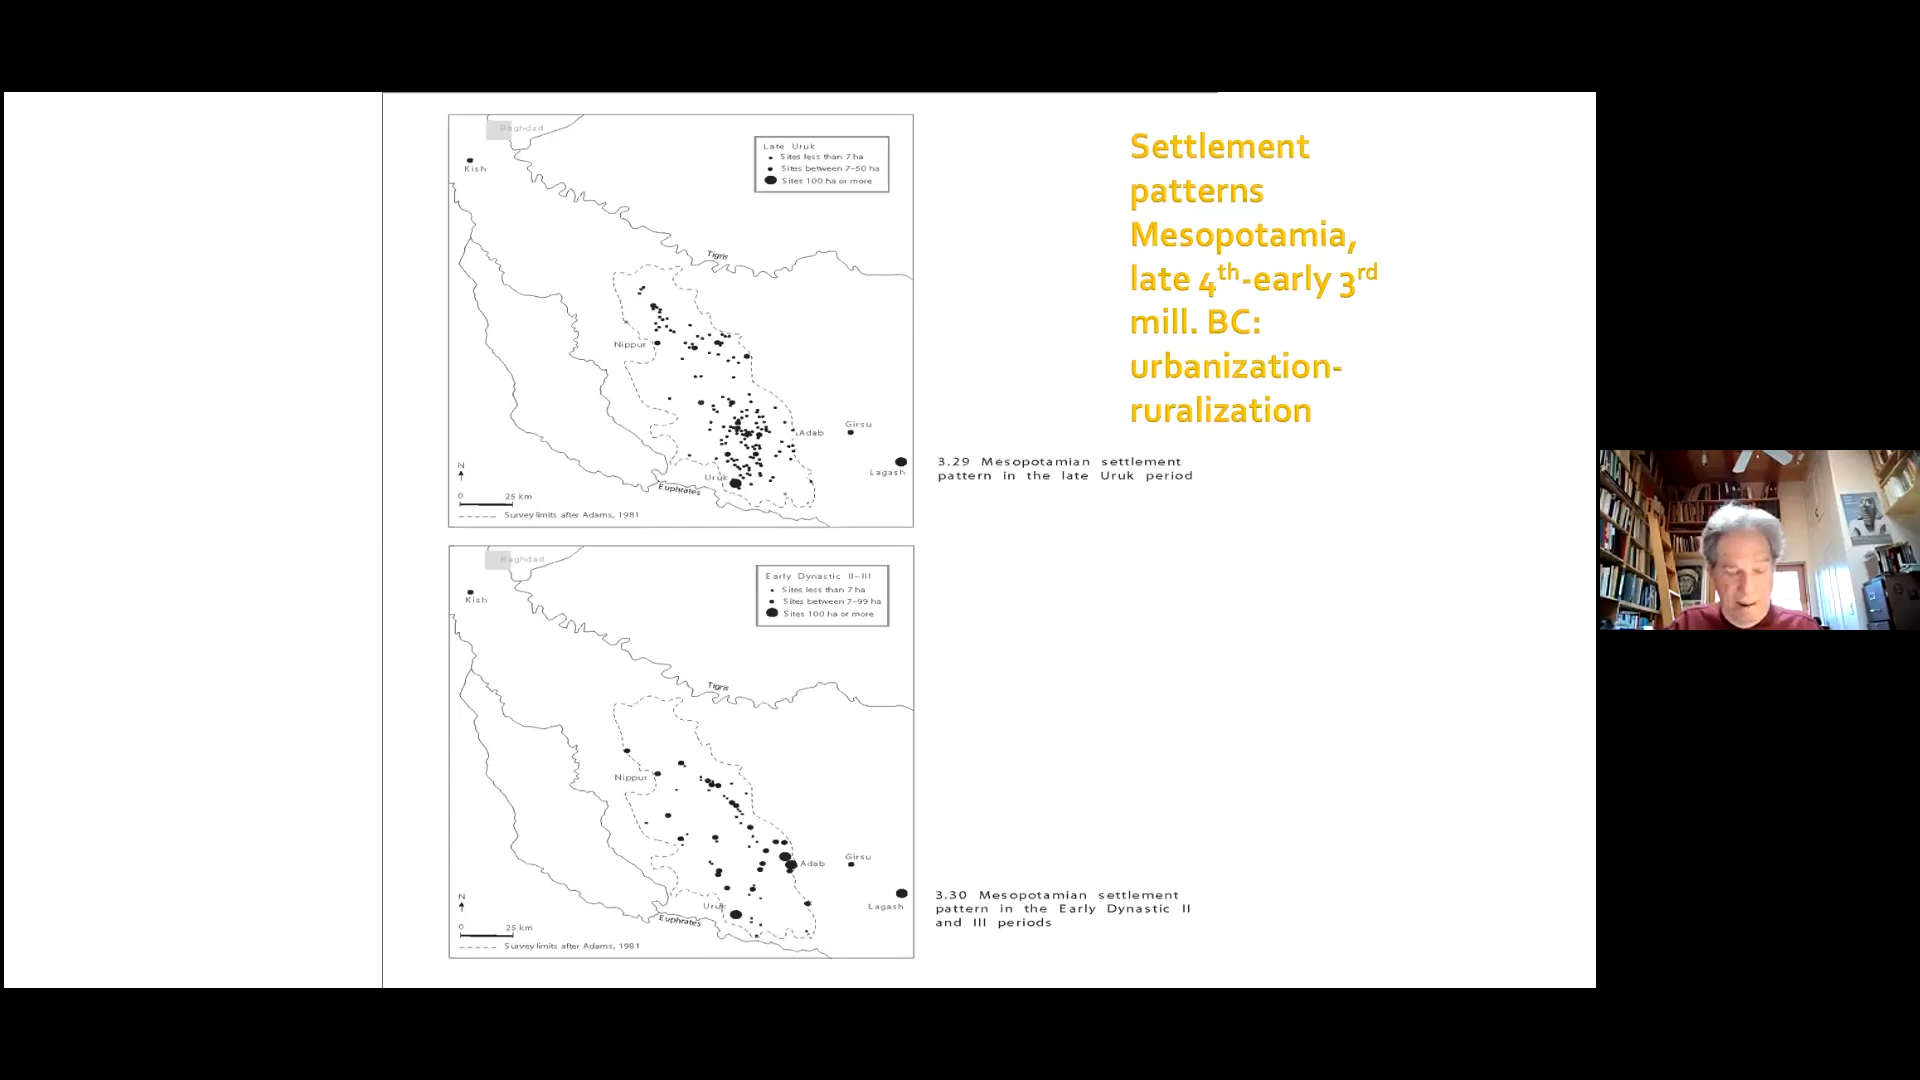 Baghdad
Kish
Late Uruk
Sites less than 7 ha
Sites between 7–50 ha
Sites 100 ha or more
Tigris
Nippur
Adab
Girsu
Lagash
Uruk
Euphrates
N
0 25 km
Survey limits after Adams, 1981
Settlement
patterns
Mesopotamia,
late 4th-early 3rd
mill. BC:
urbanization-
ruralization
3.29 Mesopotamian settlement
pattern in the late Uruk period
Baghdad
Kish
Early Dynastic II–III
Sites less than 7 ha
Sites between 7–99 ha
Sites 100 ha or more
Tigris
Nippur
Adab
Girsu
Lagash
Uruk
Euphrates
N
0 25 km
Survey limits after Adams, 1981
3.30 Mesopotamian settlement
pattern in the Early Dynastic II
and III periods